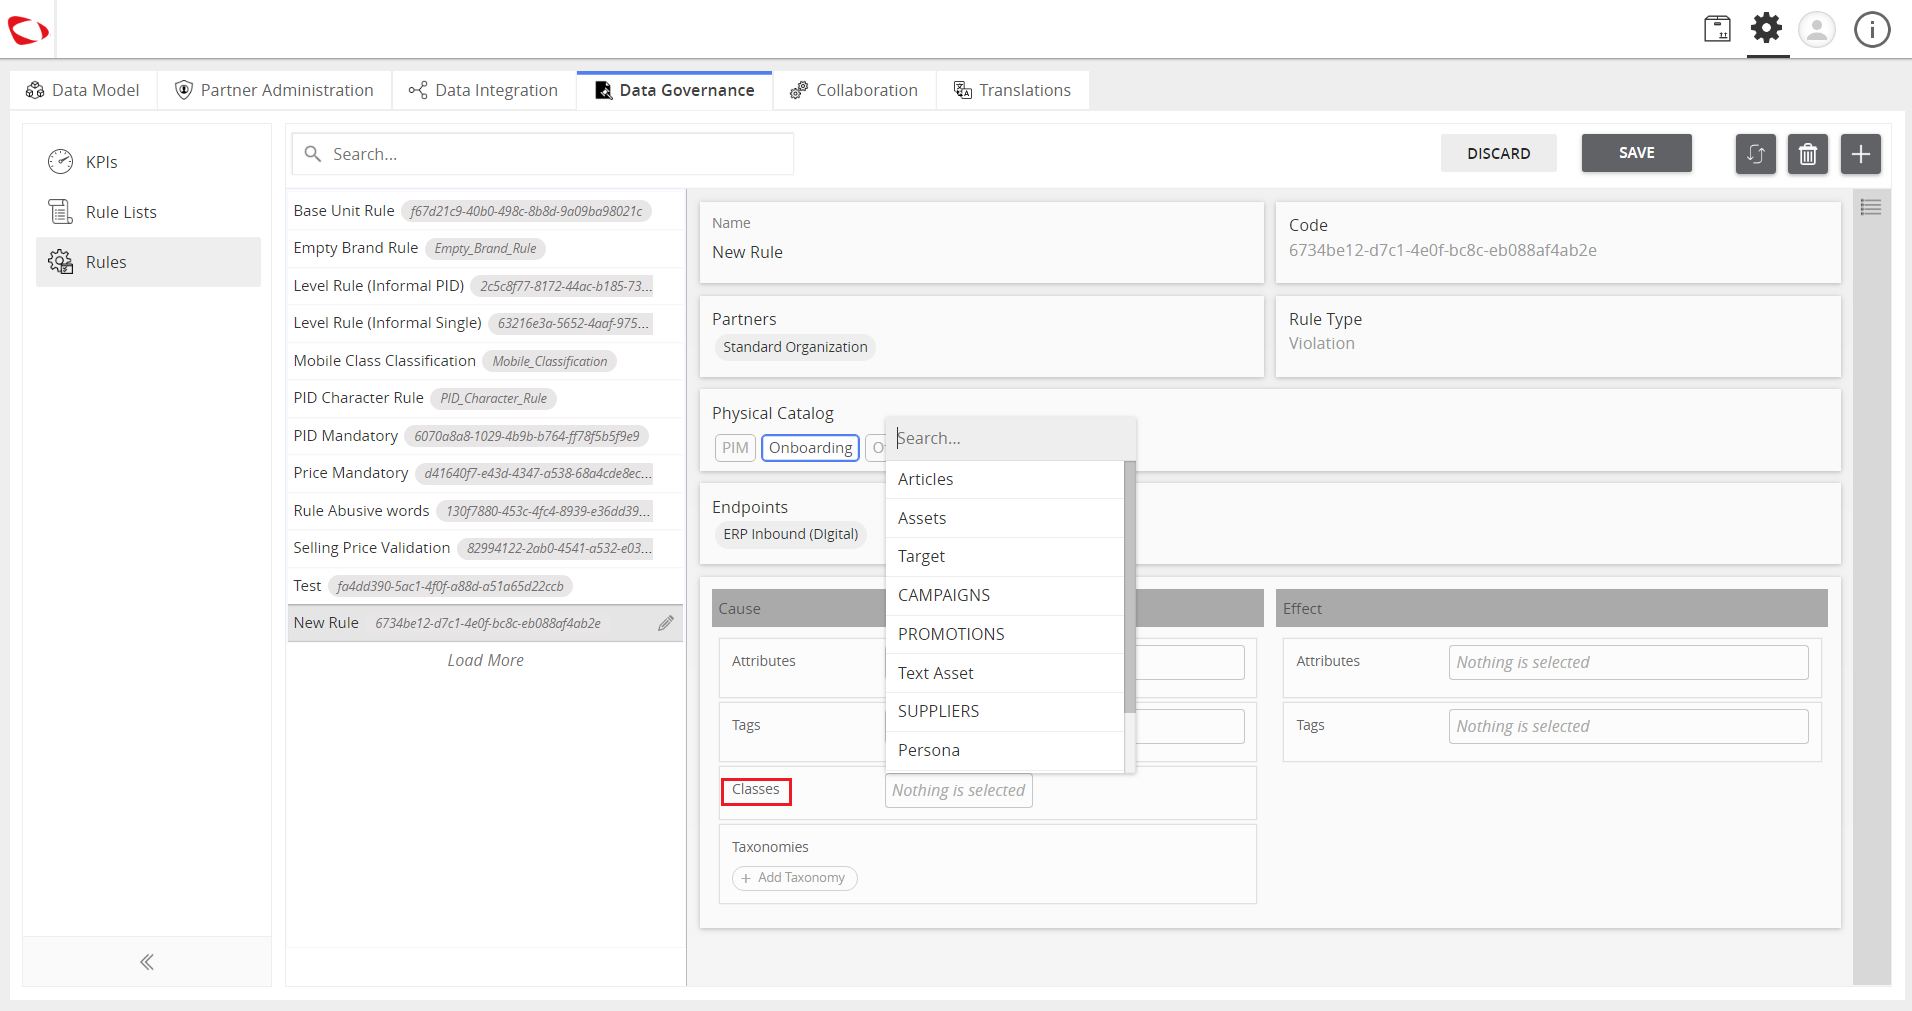 Data Model
Partner Administration
Data Integration
Data Governance
Collaboration
Translations
KPIs
Rule Lists
Rules
Search...
DISCARD
SAVE
Base Unit Rule f67d21c9-40b0-498c-8b8d-9a09ba98021c
Empty Brand Rule Empty_Brand_Rule
Level Rule (Informal PID) 2c5c8f77-8172-44ac-b185-73...
Level Rule (Informal Single) 63216e3a-5652-4aaf-975...
Mobile Class Classification Mobile_Classification
PID Character Rule PID_Character_Rule
PID Mandatory 6070a8a8-1029-4b9b-b764-ff78f5b5f9e9
Price Mandatory d41640f7-e43d-4347-a538-68a4cde8ec...
Rule Abusive words 130f7880-453c-4fc4-8939-e36dd39...
Selling Price Validation 82994122-2ab0-4541-a532-e03...
Test fa4dd390-5ac1-4f0f-a88d-a51a65d22ccb
New Rule 6734be12-d7c1-4e0f-bc8c-eb088af4ab2e
Load More
Name
New Rule
Code
6734be12-d7c1-4e0f-bc8c-eb088af4ab2e
Partners
Standard Organization
Rule Type
Violation
Physical Catalog
PIM Onboarding
Endpoints
ERP Inbound (DIgital)
Search...
Articles
Assets
Target
CAMPAIGNS
PROMOTIONS
Text Asset
SUPPLIERS
Persona
Cause
Attributes
Tags
Classes Nothing is selected
Taxonomies
+ Add Taxonomy
Effect
Attributes Nothing is selected
Tags Nothing is selected